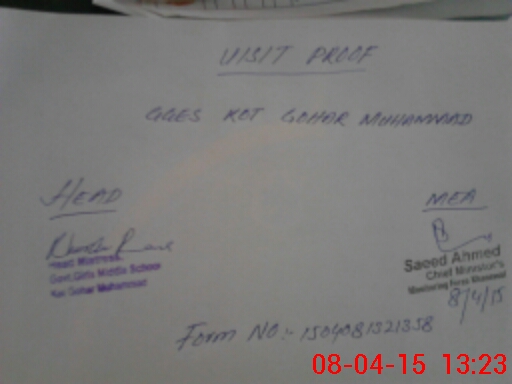 VISIT PROOF
GGES KOT GOHAR MUHAMMAD
HEAD
MEA
Head Mistress
Govt.Girls Middle School
Kot Gohar Muhammad
Saeed Ahmed
Chief Minister's
Monitoring Force
8/4/15
Form NO:- 1504081321358
08-04-15 13:23